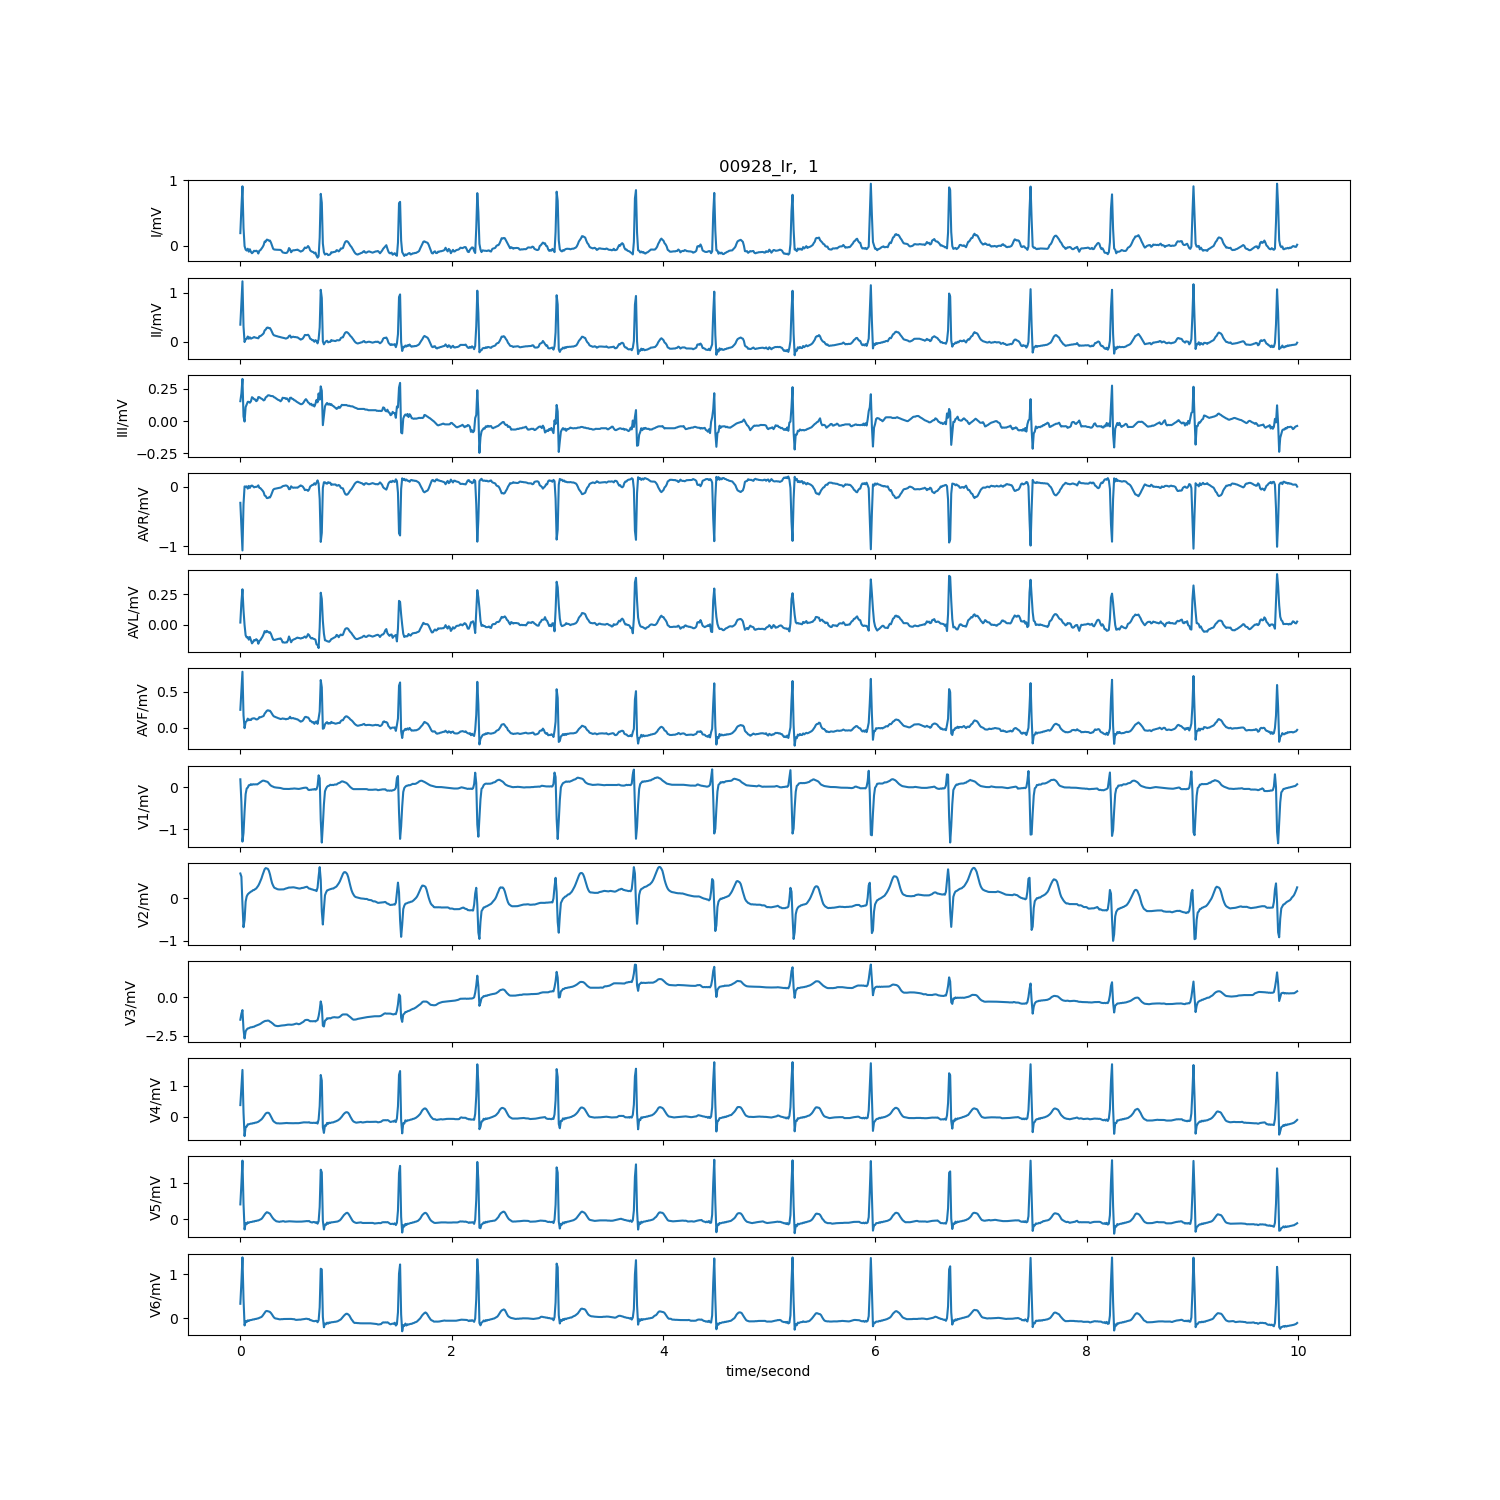 00928_lr,  1
1
0
I/mV
1
0
II/mV
0.25
0.00
−0.25
III/mV
0
−1
AVR/mV
0.25
0.00
AVL/mV
0.5
0.0
AVF/mV
0
−1
V1/mV
0
−1
V2/mV
0.0
−2.5
V3/mV
1
0
V4/mV
1
0
V5/mV
1
0
V6/mV
0 2 4 6 8 10
time/second